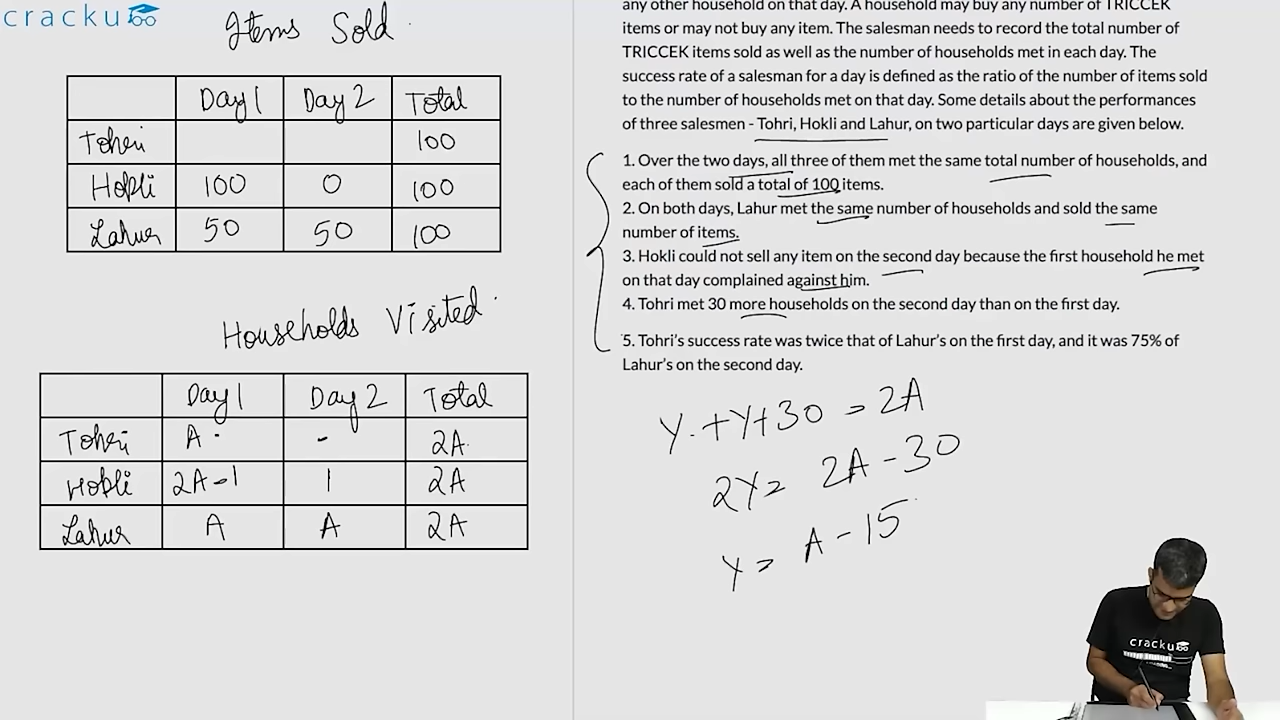 cracku
Items Sold
Day 1 Day 2 Total
Tohri 100
Hokli 100 0 100
Lahur 50 50 100
Households Visited
Day 1 Day 2 Total
Tohri A - 2A
Hokli 2A-1 1 2A
Lahur A A 2A
any other household on that day. A household may buy any number of TRICCEK
items or may not buy any item. The salesman needs to record the total number of
TRICCEK items sold as well as the number of households met in each day. The
success rate of a salesman for a day is defined as the ratio of the number of items sold
to the number of households met on that day. Some details about the performances
of three salesmen - Tohri, Hokli and Lahur, on two particular days are given below.
1. Over the two days, all three of them met the same total number of households, and
each of them sold a total of 100 items.
2. On both days, Lahur met the same number of households and sold the same
number of items.
3. Hokli could not sell any item on the second day because the first household he met
on that day complained against him.
4. Tohri met 30 more households on the second day than on the first day.
5. Tohri's success rate was twice that of Lahur's on the first day, and it was 75% of
Lahur's on the second day.
y + y + 30 = 2A
2y = 2A - 30
y = A - 15
cracku